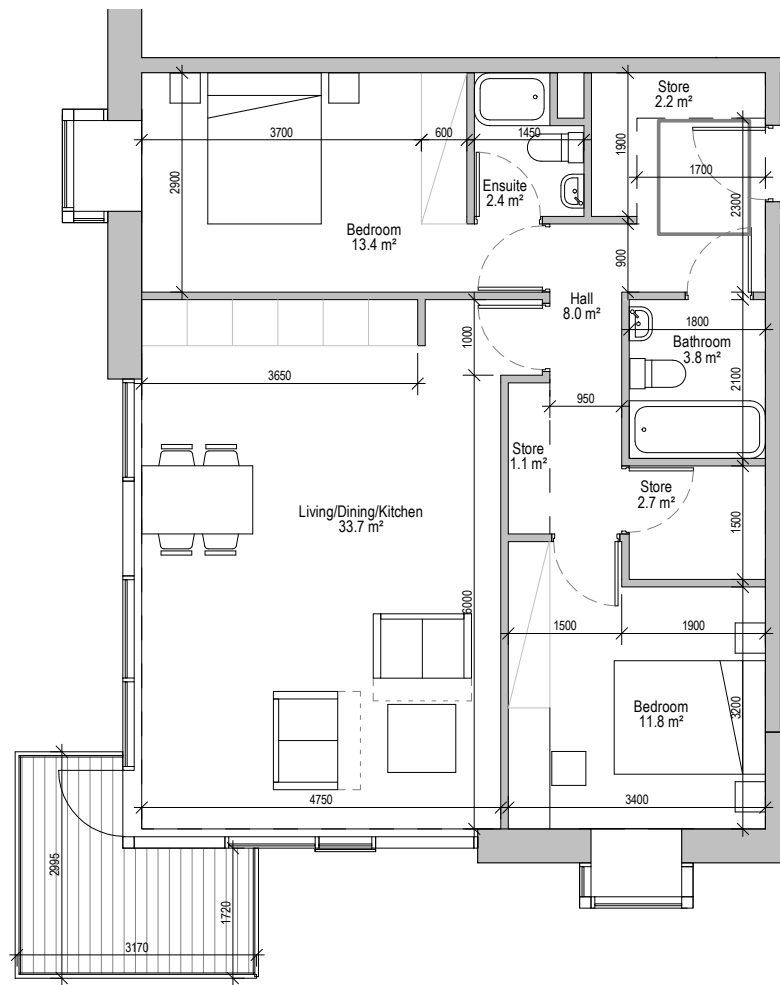 Store
2.2 m²
3700
600
1450
1900
1700
2900
Ensuite
2.4 m²
2300
Bedroom
13.4 m²
900
Hall
8.0 m²
1800
1000
Bathroom
3.8 m²
3650
2100
950
Store
1.1 m²
Store
2.7 m²
Living/Dining/Kitchen
33.7 m²
1500
6000
1500
1900
Bedroom
11.8 m²
3200
4750
3400
2995
1720
3170